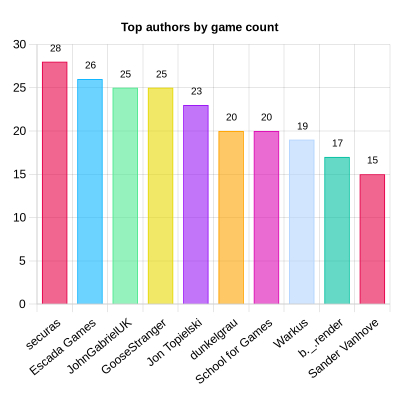 Top authors by game count
30
25
20
15
10
5
0
28
26
25
25
23
20
20
19
17
15
securas
Escada Games
JohnGabrielUK
GooseStranger
Jon Topielski
dunkelgrau
School for Games
Warkus
b._.render
Sander Vanhove